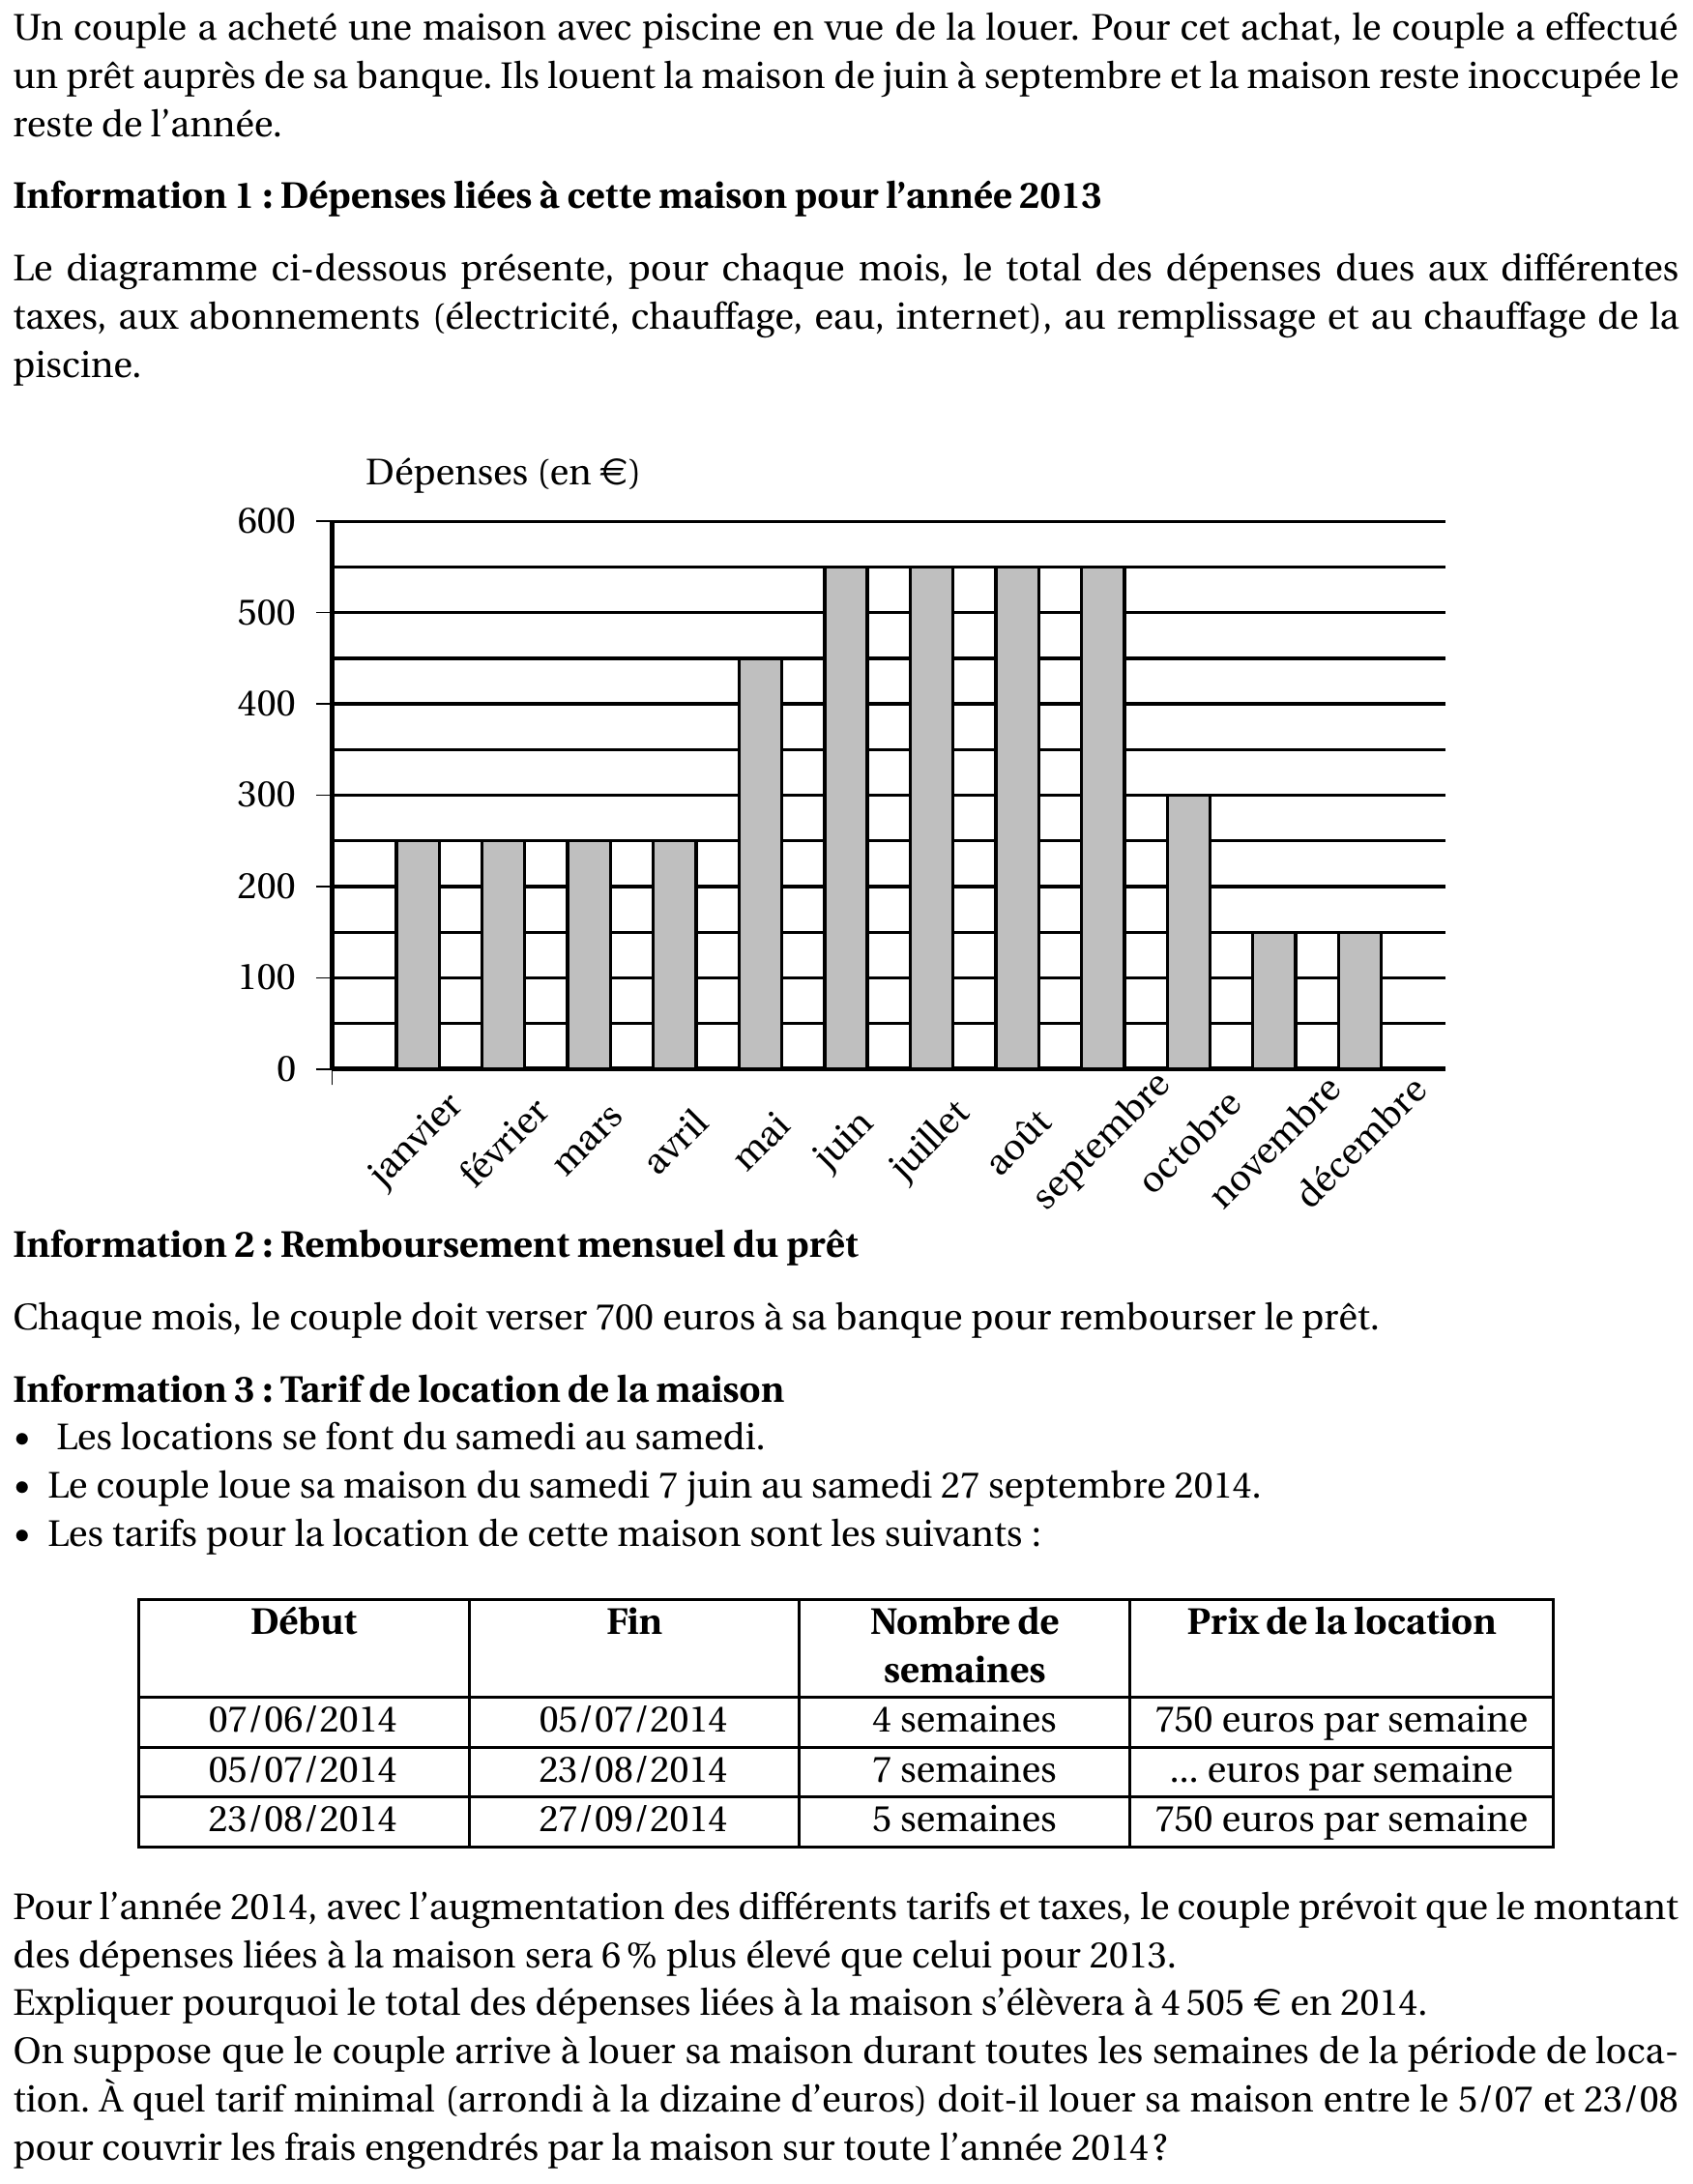 Un couple a acheté une maison avec piscine en vue de la louer. Pour cet achat, le couple a effectué
un prêt auprès de sa banque. Ils louent la maison de juin à septembre et la maison reste inoccupée le
reste de l’année.
Information 1 : Dépenses liées à cette maison pour l’année 2013
Le diagramme ci-dessous présente, pour chaque mois, le total des dépenses dues aux différentes
taxes, aux abonnements (électricité, chauffage, eau, internet), au remplissage et au chauffage de la
piscine.
Dépenses (en €)
600
500
400
300
200
100
0
janvier
février
mars
avril
mai
juin
juillet
août
septembre
octobre
novembre
décembre
Information 2 : Remboursement mensuel du prêt
Chaque mois, le couple doit verser 700 euros à sa banque pour rembourser le prêt.
Information 3 : Tarif de location de la maison
• Les locations se font du samedi au samedi.
• Le couple loue sa maison du samedi 7 juin au samedi 27 septembre 2014.
• Les tarifs pour la location de cette maison sont les suivants :
Début Fin Nombre de Prix de la location
semaines
07/06/2014 05/07/2014 4 semaines 750 euros par semaine
05/07/2014 23/08/2014 7 semaines ... euros par semaine
23/08/2014 27/09/2014 5 semaines 750 euros par semaine
Pour l’année 2014, avec l’augmentation des différents tarifs et taxes, le couple prévoit que le montant
des dépenses liées à la maison sera 6 % plus élevé que celui pour 2013.
Expliquer pourquoi le total des dépenses liées à la maison s’élèvera à 4 505 € en 2014.
On suppose que le couple arrive à louer sa maison durant toutes les semaines de la période de loca-
tion. À quel tarif minimal (arrondi à la dizaine d’euros) doit-il louer sa maison entre le 5/07 et 23/08
pour couvrir les frais engendrés par la maison sur toute l’année 2014 ?